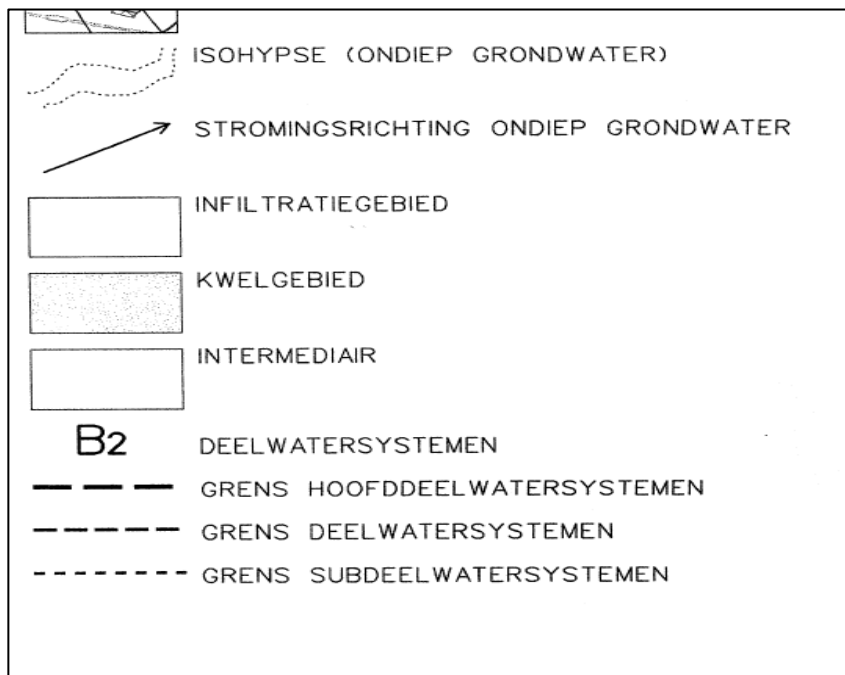 ISOHYPSE (ONDIEP GRONDWATER)
STROMINGSRICHTING ONDIEP GRONDWATER
INFILTRATIEGEBIED
KWELGEBIED
INTERMEDIAIR
B2 DEELWATERSYSTEMEN
GRENS HOOFDDEELWATERSYSTEMEN
GRENS DEELWATERSYSTEMEN
GRENS SUBDEELWATERSYSTEMEN